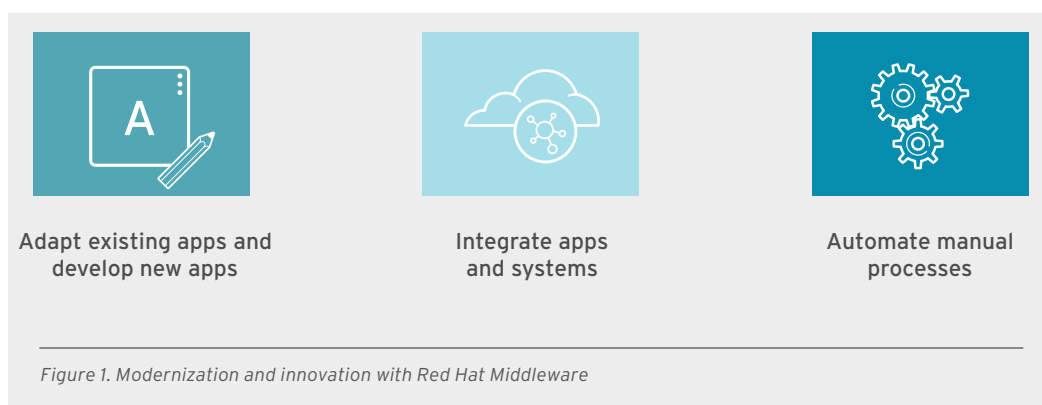 A
Adapt existing apps and
develop new apps
Integrate apps
and systems
Automate manual
processes
Figure 1. Modernization and innovation with Red Hat Middleware